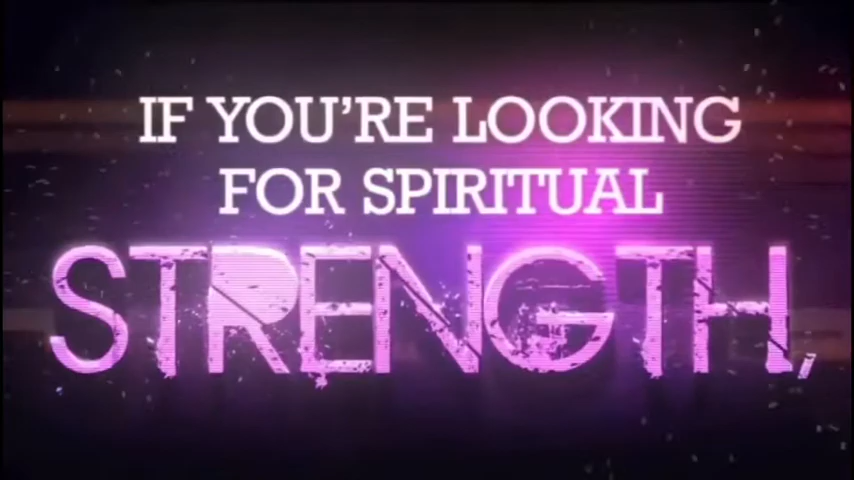 IF YOU'RE LOOKING
FOR SPIRITUAL
STRENGTH,